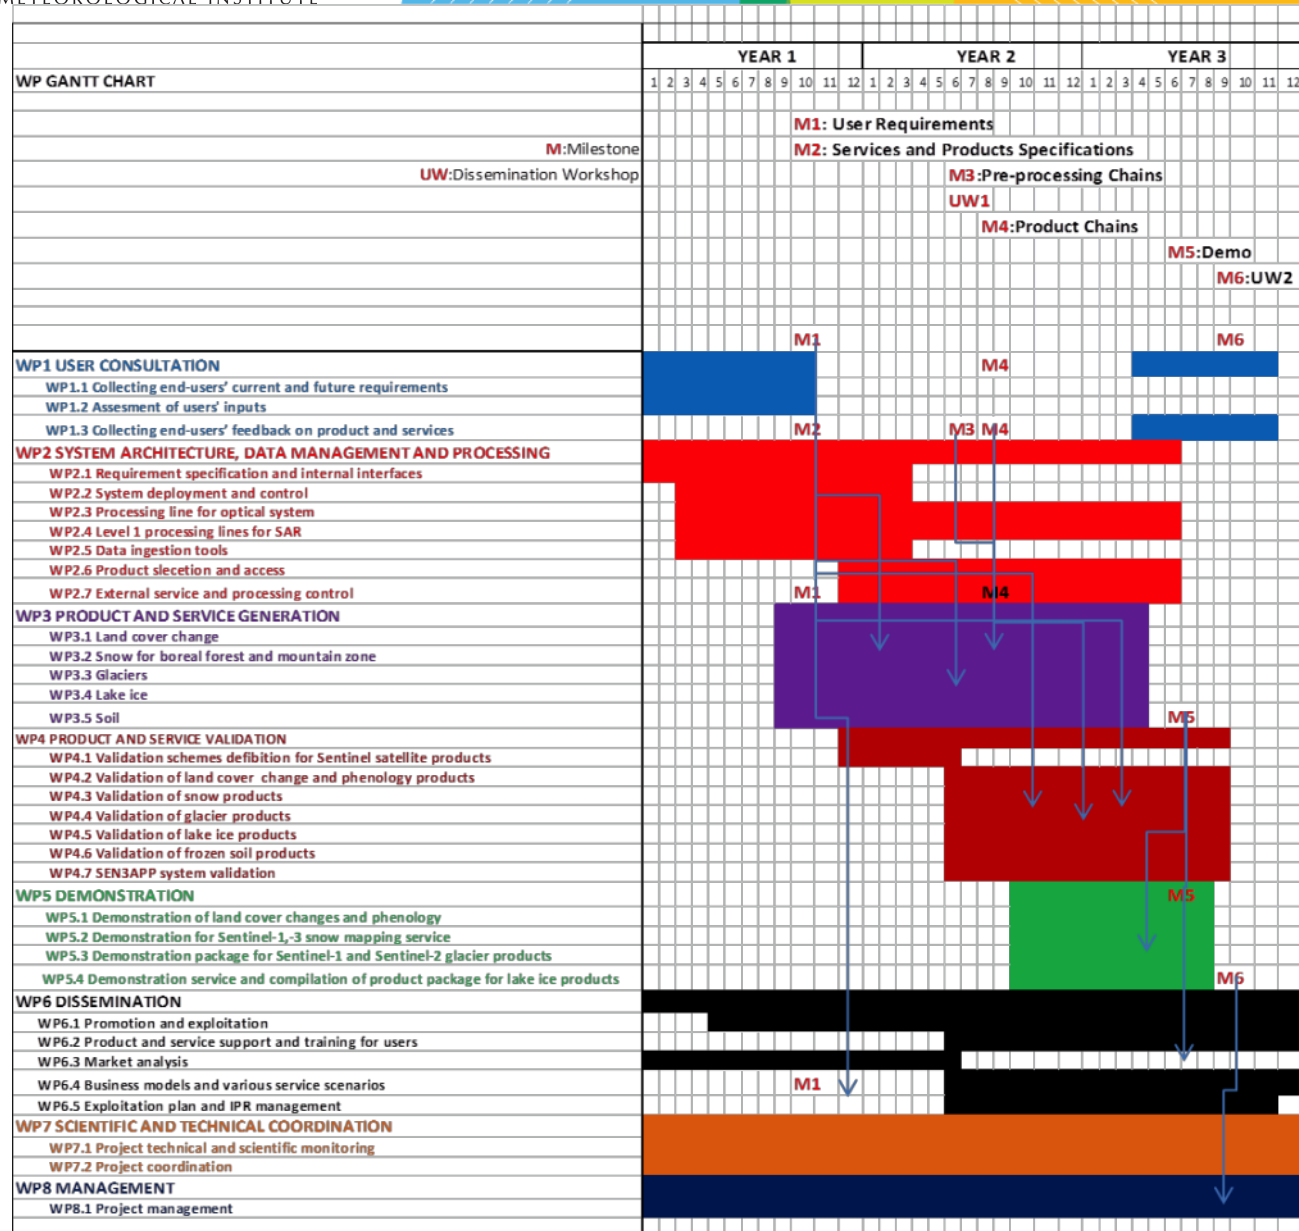 METEOROLOGICAL INSTITUTE
YEAR 1 YEAR 2 YEAR 3
WP GANTT CHART 1 2 3 4 5 6 7 8 9 10 11 12 1 2 3 4 5 6 7 8 9 10 11 12 1 2 3 4 5 6 7 8 9 10 11 12
M1: User Requirements
M:Milestone M2: Services and Products Specifications
UW:Dissemination Workshop M3:Pre-processing Chains
UW1
M4:Product Chains
M5:Demo
M6:UW2
M1 M6
WP1 USER CONSULTATION M4
WP1.1 Collecting end-users' current and future requirements
WP1.2 Assesment of users' inputs
WP1.3 Collecting end-users' feedback on product and services M2 M3 M4
WP2 SYSTEM ARCHITECTURE, DATA MANAGEMENT AND PROCESSING
WP2.1 Requirement specification and internal interfaces
WP2.2 System deployment and control
WP2.3 Processing line for optical system
WP2.4 Level 1 processing lines for SAR
WP2.5 Data ingestion tools
WP2.6 Product slecetion and access
WP2.7 External service and processing control M1 M4
WP3 PRODUCT AND SERVICE GENERATION
WP3.1 Land cover change
WP3.2 Snow for boreal forest and mountain zone
WP3.3 Glaciers
WP3.4 Lake ice
WP3.5 Soil M5
WP4 PRODUCT AND SERVICE VALIDATION
WP4.1 Validation schemes defibition for Sentinel satellite products
WP4.2 Validation of land cover change and phenology products
WP4.3 Validation of snow products
WP4.4 Validation of glacier products
WP4.5 Validation of lake ice products
WP4.6 Validation of frozen soil products
WP4.7 SEN3APP system validation
WP5 DEMONSTRATION M5
WP5.1 Demonstration of land cover changes and phenology
WP5.2 Demonstration for Sentinel-1,-3 snow mapping service
WP5.3 Demonstration package for Sentinel-1 and Sentinel-2 glacier products
WP5.4 Demonstration service and compilation of product package for lake ice products M6
WP6 DISSEMINATION
WP6.1 Promotion and exploitation
WP6.2 Product and service support and training for users
WP6.3 Market analysis
WP6.4 Business models and various service scenarios M1
WP6.5 Exploitation plan and IPR management
WP7 SCIENTIFIC AND TECHNICAL COORDINATION
WP7.1 Project technical and scientific monitoring
WP7.2 Project coordination
WP8 MANAGEMENT
WP8.1 Project management